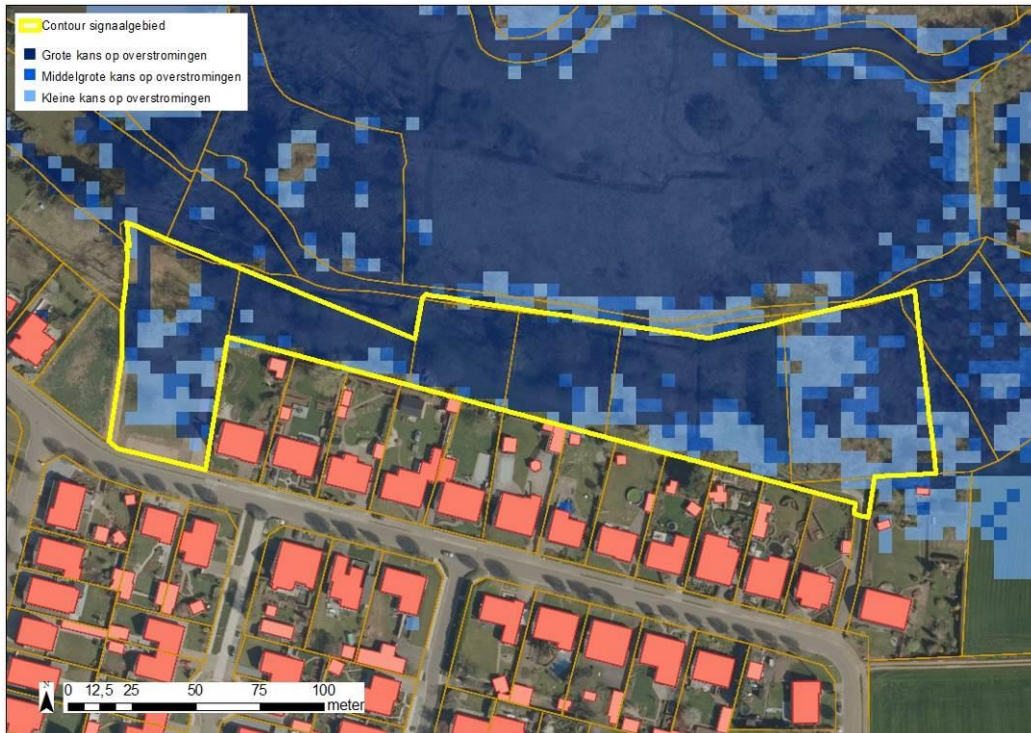 Contour signaalgebied
Grote kans op overstromingen
Middelgrote kans op overstromingen
Kleine kans op overstromingen
N
0 12,5 25 50 75 100
meter